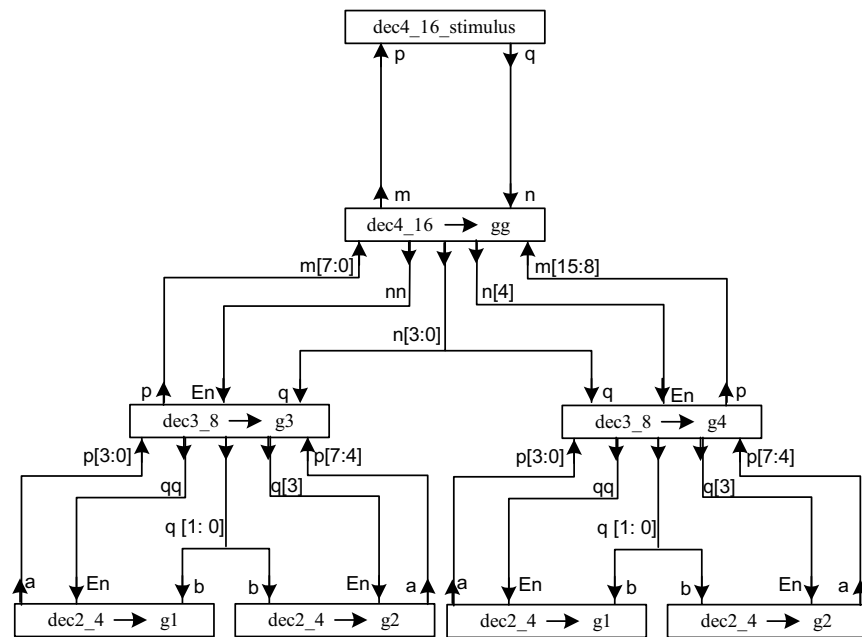 dec4_16_stimulus
p q
m n
dec4_16 gg
m[7:0] m[15:8]
nn n[4]
n[3:0]
p En q q En p
dec3_8 g3 dec3_8 g4
p[3:0] p[7:4] p[3:0] p[7:4]
qq q[3] qq q[3]
q [1: 0] q [1: 0]
a En b b En a a En b b En a
dec2_4 g1 dec2_4 g2 dec2_4 g1 dec2_4 g2